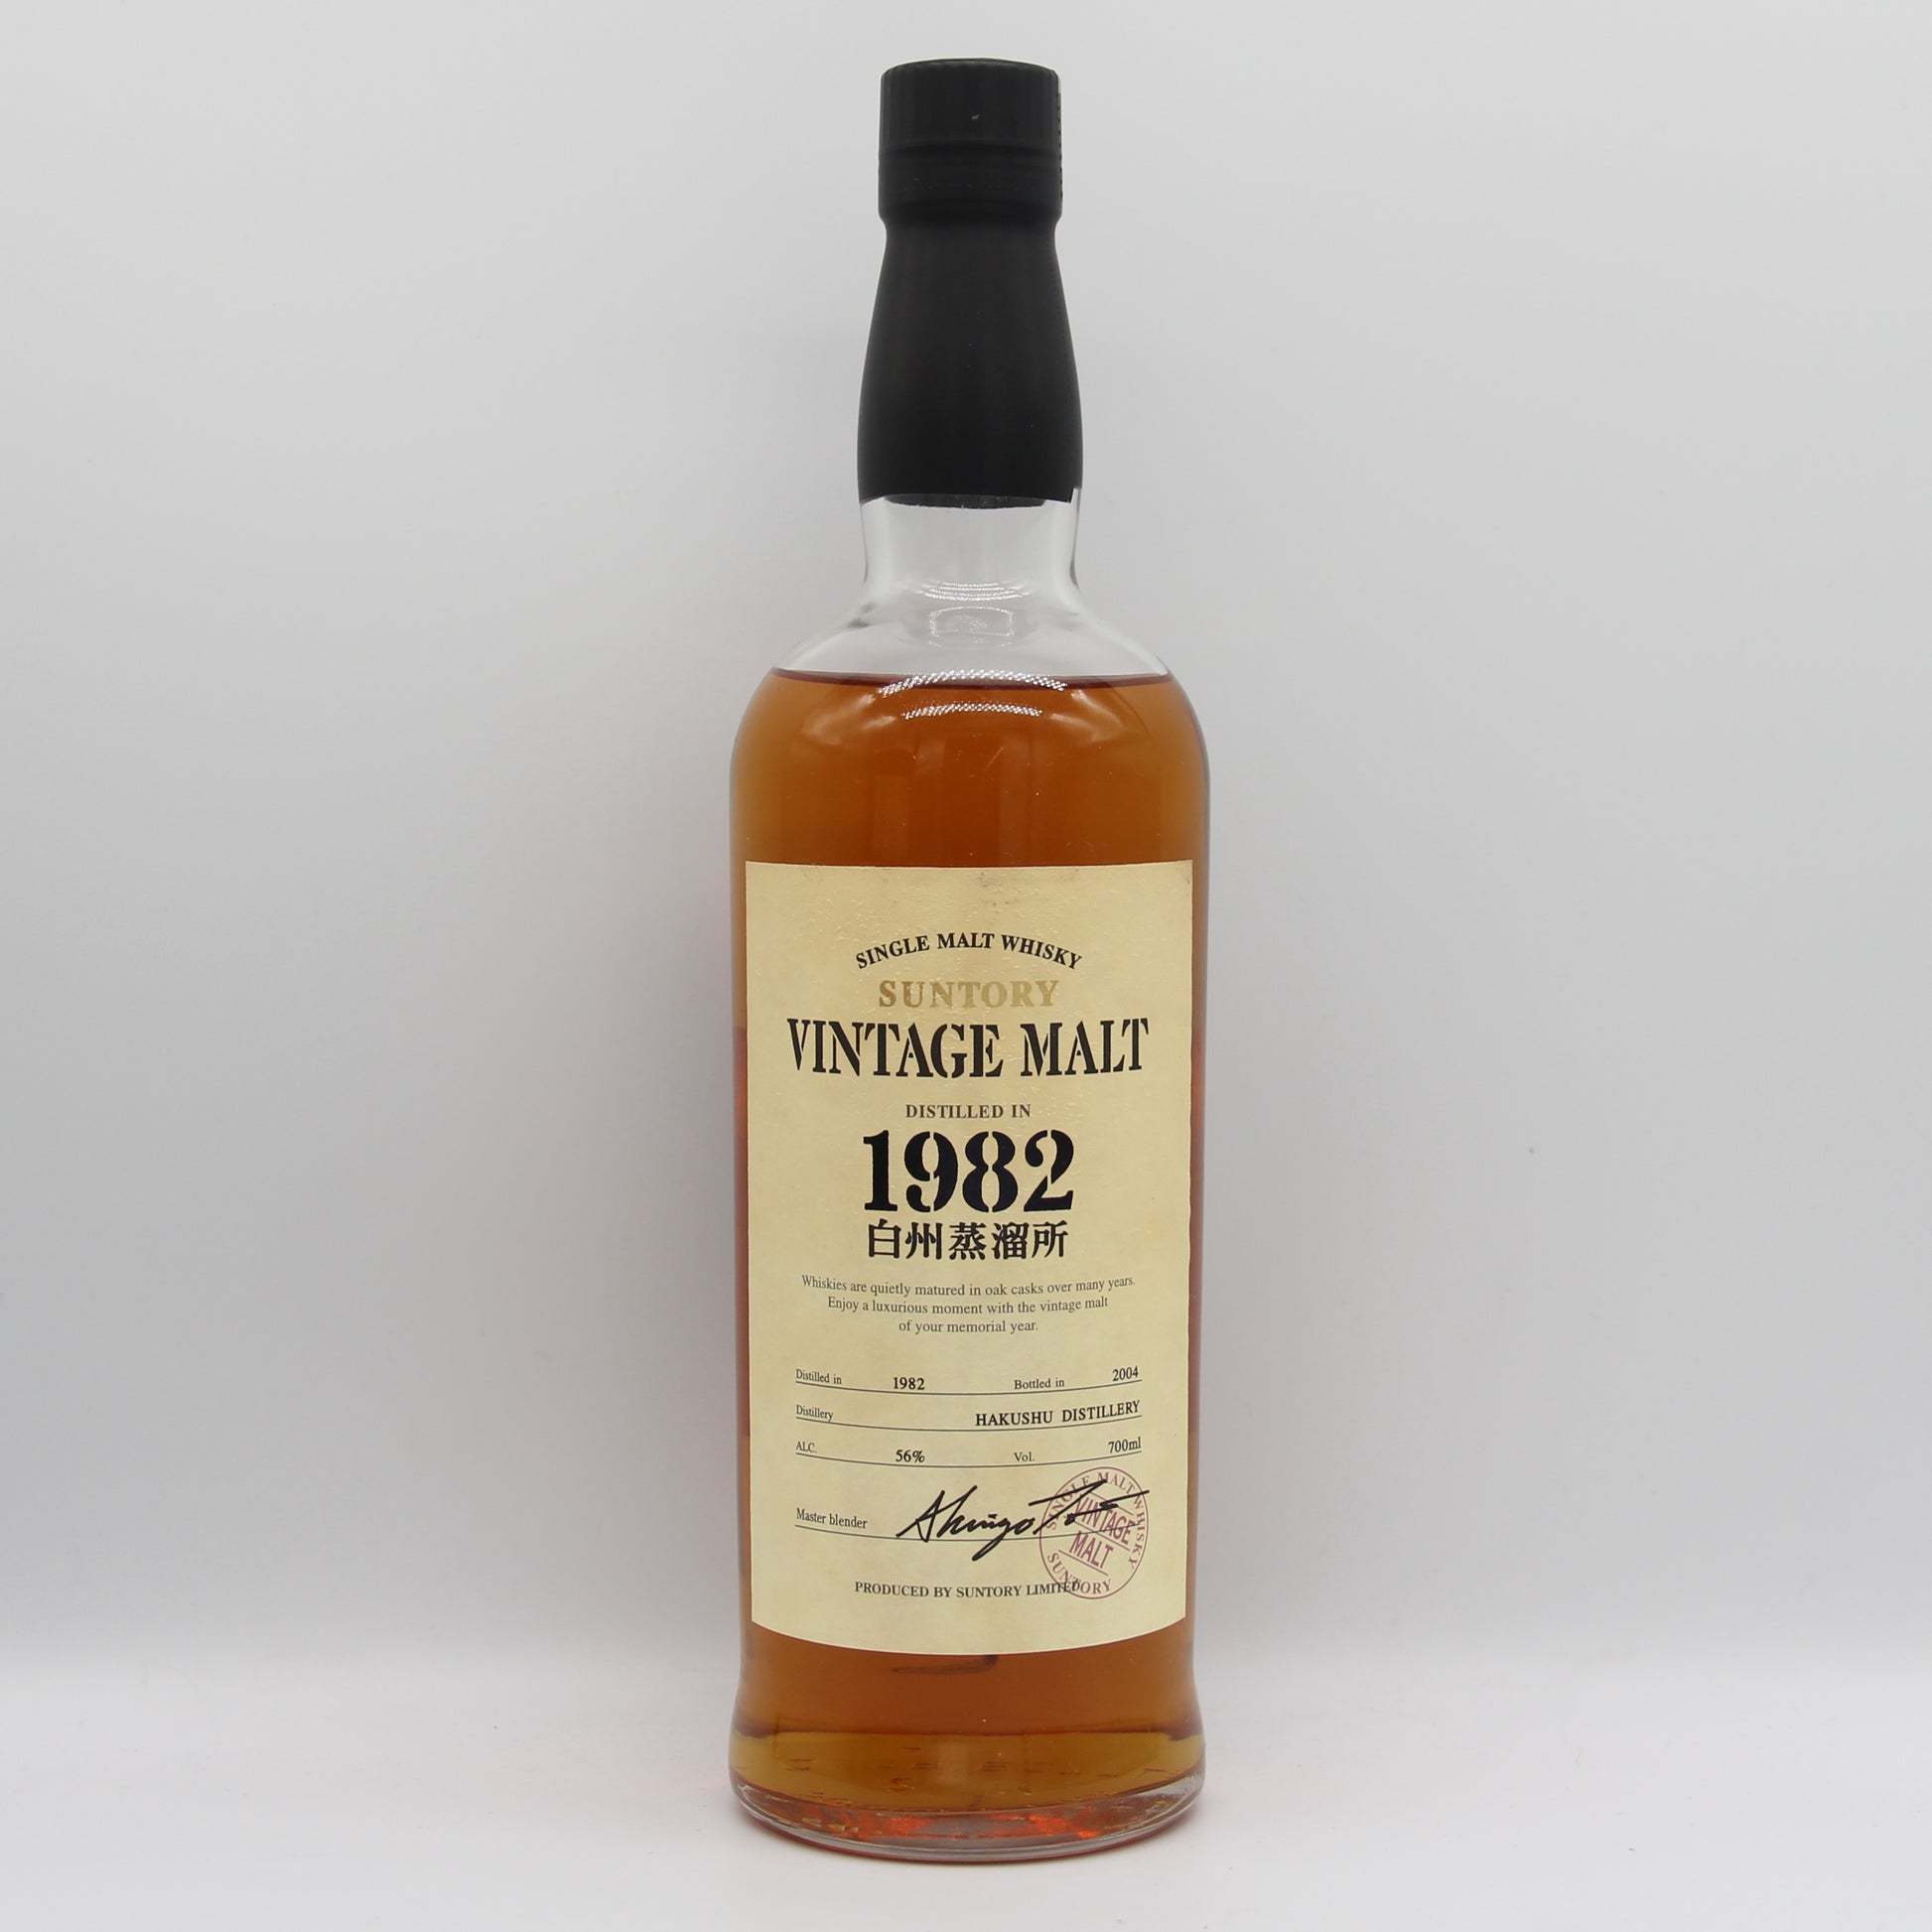 SINGLE MALT WHISKY
SUNTORY
VINTAGE MALT
DISTILLED IN
1982
白州蒸溜所
Whiskies are quietly matured in oak casks over many years.
Enjoy a luxurious moment with the vintage malt
of your memorial year.
Distilled in 1982 Bottled in 2004
Distillery HAKUSHU DISTILLERY
ALC. 56% Vol. 700ml
Master blender
SINGLE MALT WHISKY
VINTAGE
MALT
SUNTORY
PRODUCED BY SUNTORY LIMITED